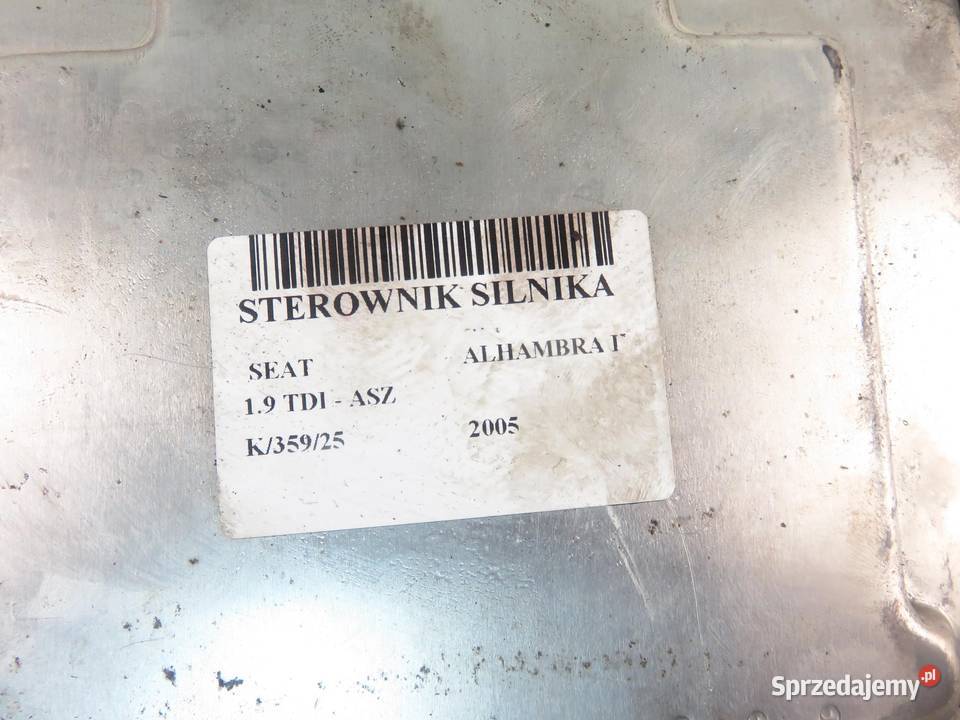 STEROWNIK SILNIKA
SEAT ALHAMBRA I
1.9 TDI - ASZ
K/359/25 2005
Sprzedajemy.pl